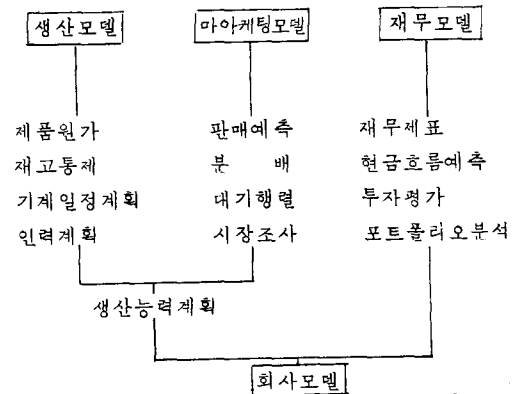 생산모델 마아케팅모델 재무모델
제품원가 판매예측 재무제표
재고통제 분 배 현금흐름예측
기계일정계획 대기행렬 투자평가
인력계획 시장조사 포트폴리오분석
생산능력계획
회사모델